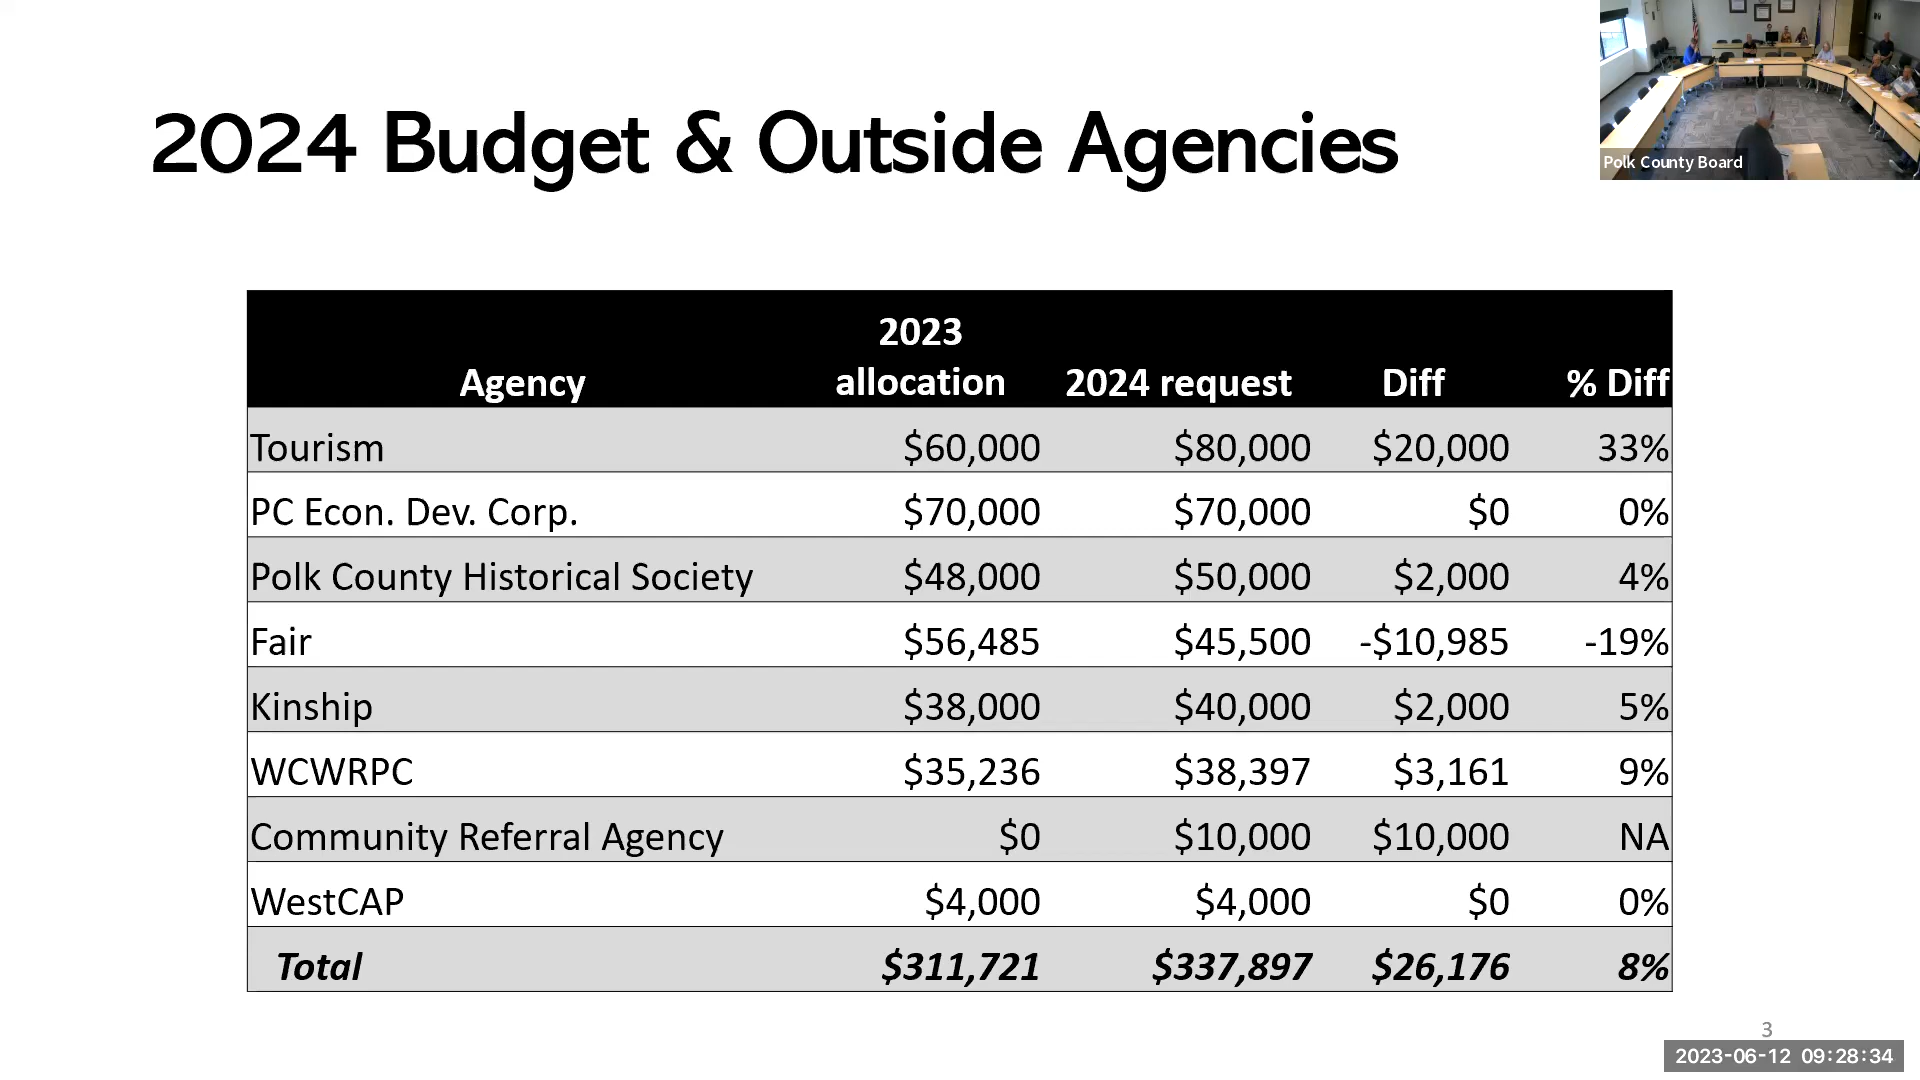 2024 Budget & Outside Agencies
Polk County Board
2023
Agency allocation 2024 request Diff % Diff
Tourism $60,000 $80,000 $20,000 33%
PC Econ. Dev. Corp. $70,000 $70,000 $0 0%
Polk County Historical Society $48,000 $50,000 $2,000 4%
Fair $56,485 $45,500 -$10,985 -19%
Kinship $38,000 $40,000 $2,000 5%
WCWRPC $35,236 $38,397 $3,161 9%
Community Referral Agency $0 $10,000 $10,000 NA
WestCAP $4,000 $4,000 $0 0%
Total $311,721 $337,897 $26,176 8%
3
2023-06-12 09:28:34